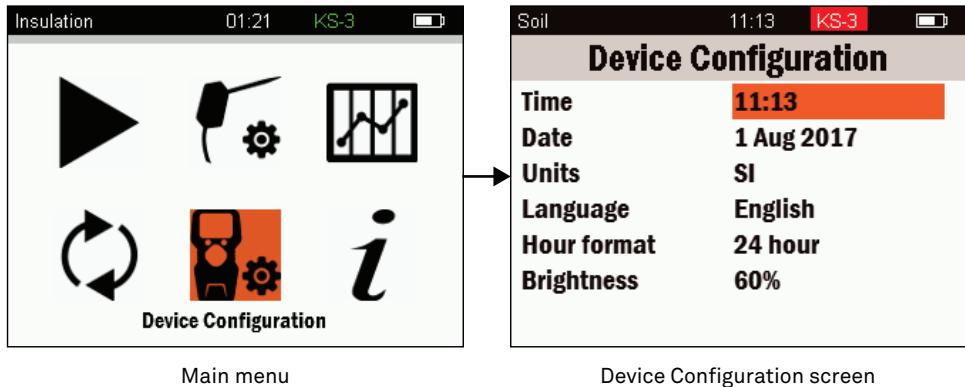 Insulation 01:21 KS-3
Device Configuration
Main menu
Soil 11:13 KS-3
Device Configuration
Time 11:13
Date 1 Aug 2017
Units SI
Language English
Hour format 24 hour
Brightness 60%
Device Configuration screen